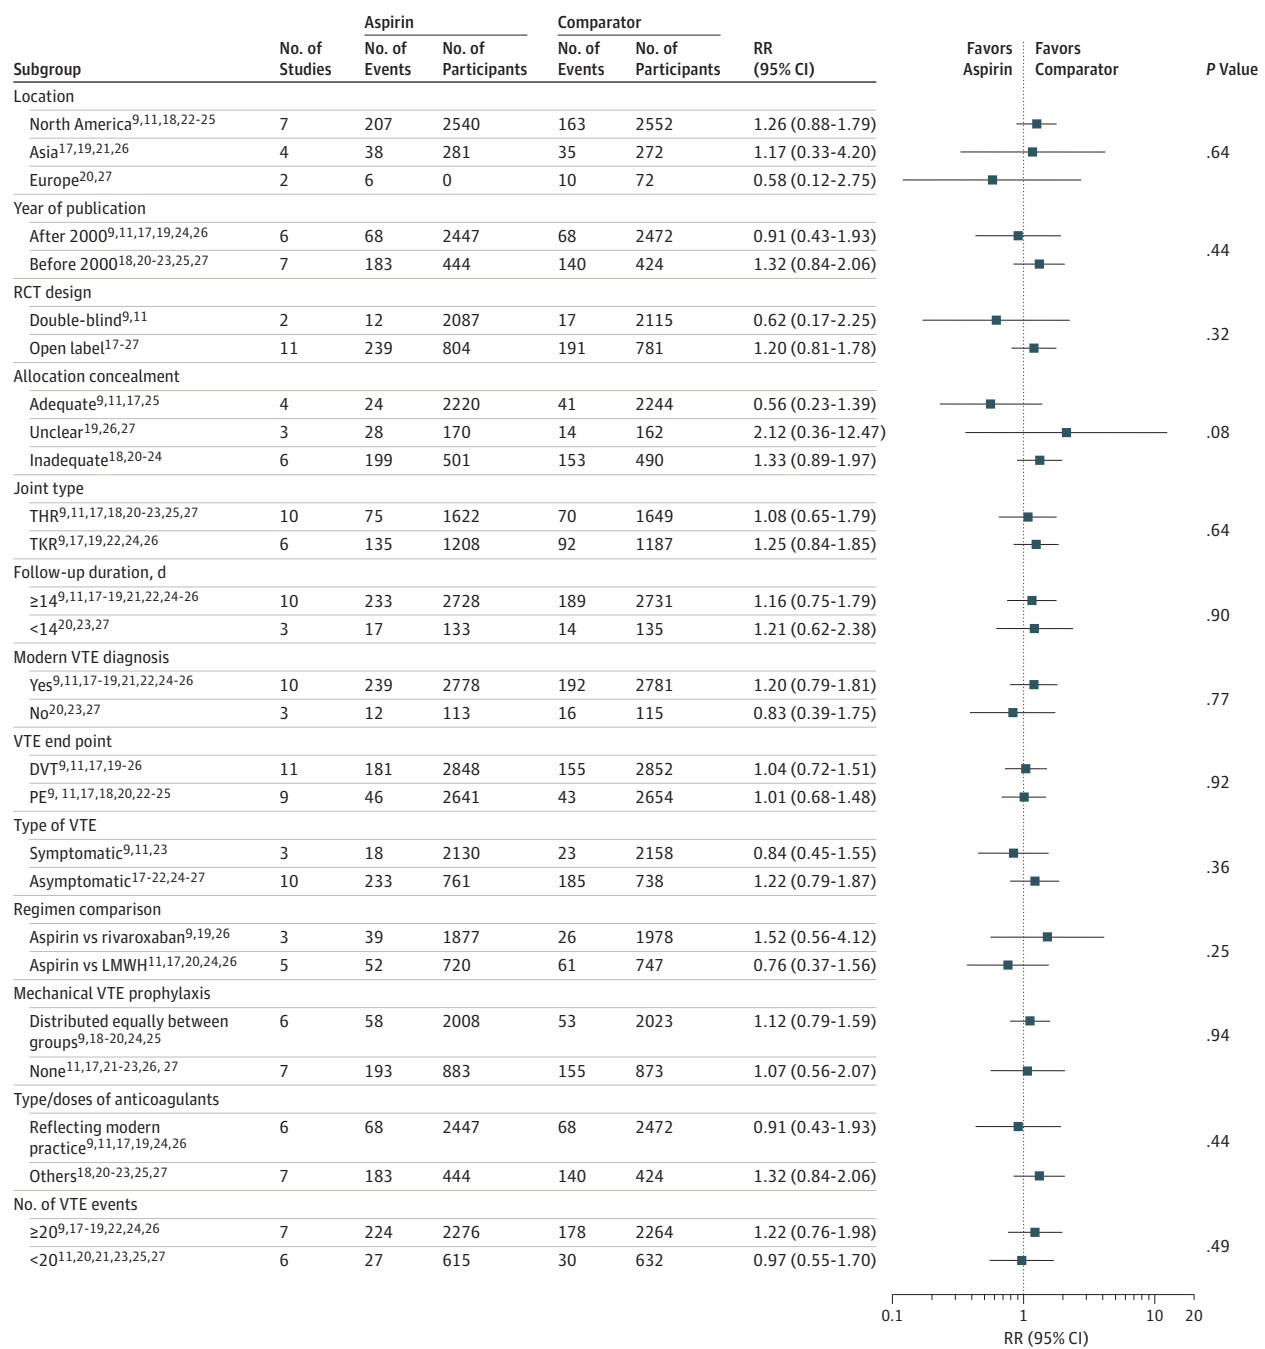 Aspirin Comparator
Subgroup No. of Studies No. of Events No. of Participants No. of Events No. of Participants RR (95% CI) Favors Aspirin Favors Comparator P Value
Location
North America9,11,18,22-25 7 207 2540 163 2552 1.26 (0.88-1.79)
Asia17,19,21,26 4 38 281 35 272 1.17 (0.33-4.20) .64
Europe20,27 2 6 0 10 72 0.58 (0.12-2.75)
Year of publication
After 20009,11,17,19,24,26 6 68 2447 68 2472 0.91 (0.43-1.93)
.44
Before 200018,20-23,25,27 7 183 444 140 424 1.32 (0.84-2.06)
RCT design
Double-blind9,11 2 12 2087 17 2115 0.62 (0.17-2.25)
.32
Open label17-27 11 239 804 191 781 1.20 (0.81-1.78)
Allocation concealment
Adequate9,11,17,25 4 24 2220 41 2244 0.56 (0.23-1.39)
Unclear19,26,27 3 28 170 14 162 2.12 (0.36-12.47) .08
Inadequate18,20-24 6 199 501 153 490 1.33 (0.89-1.97)
Joint type
THR9,11,17,18,20-23,25,27 10 75 1622 70 1649 1.08 (0.65-1.79)
.64
TKR9,17,19,22,24,26 6 135 1208 92 1187 1.25 (0.84-1.85)
Follow-up duration, d
≥149,11,17-19,21,22,24-26 10 233 2728 189 2731 1.16 (0.75-1.79)
.90
<1420,23,27 3 17 133 14 135 1.21 (0.62-2.38)
Modern VTE diagnosis
Yes9,11,17-19,21,22,24-26 10 239 2778 192 2781 1.20 (0.79-1.81)
.77
No20,23,27 3 12 113 16 115 0.83 (0.39-1.75)
VTE end point
DVT9,11,17,19-26 11 181 2848 155 2852 1.04 (0.72-1.51)
.92
PE9, 11,17,18,20,22-25 9 46 2641 43 2654 1.01 (0.68-1.48)
Type of VTE
Symptomatic9,11,23 3 18 2130 23 2158 0.84 (0.45-1.55)
.36
Asymptomatic17-22,24-27 10 233 761 185 738 1.22 (0.79-1.87)
Regimen comparison
Aspirin vs rivaroxaban9,19,26 3 39 1877 26 1978 1.52 (0.56-4.12)
.25
Aspirin vs LMWH11,17,20,24,26 5 52 720 61 747 0.76 (0.37-1.56)
Mechanical VTE prophylaxis
Distributed equally between 6 58 2008 53 2023 1.12 (0.79-1.59)
groups9,18-20,24,25 .94
None11,17,21-23,26, 27 7 193 883 155 873 1.07 (0.56-2.07)
Type/doses of anticoagulants
Reflecting modern 6 68 2447 68 2472 0.91 (0.43-1.93)
practice9,11,17,19,24,26 .44
Others18,20-23,25,27 7 183 444 140 424 1.32 (0.84-2.06)
No. of VTE events
≥209,17-19,22,24,26 7 224 2276 178 2264 1.22 (0.76-1.98)
.49
<2011,20,21,23,25,27 6 27 615 30 632 0.97 (0.55-1.70)
0.1 1 10 20
RR (95% CI)